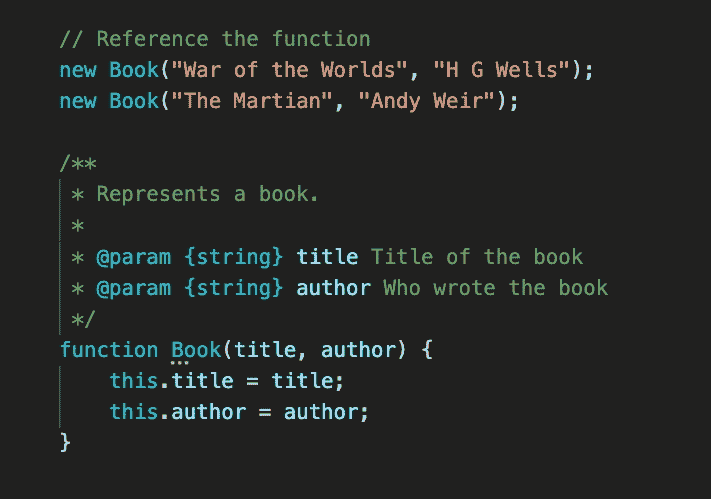 // Reference the function
new Book("War of the Worlds", "H G Wells");
new Book("The Martian", "Andy Weir");

/**
 * Represents a book.
 *
 * @param {string} title Title of the book
 * @param {string} author Who wrote the book
 */
function Book(title, author) {
    this.title = title;
    this.author = author;
}